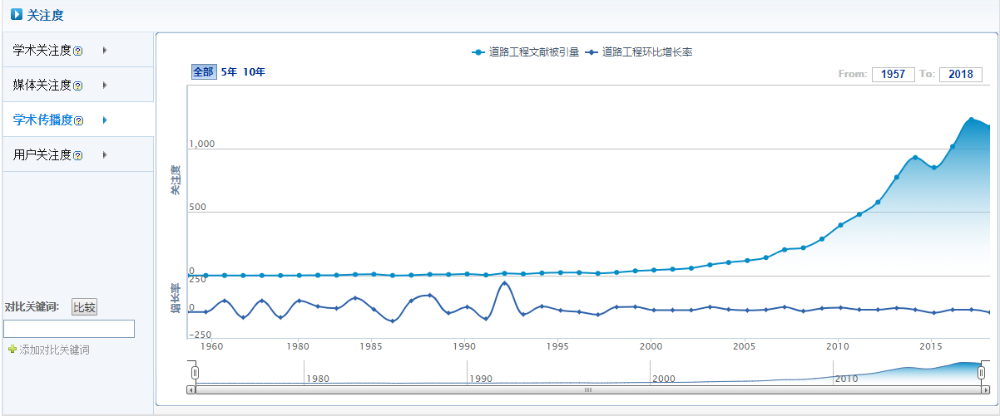 关注度
学术关注度?
媒体关注度?
学术传播度?
用户关注度?
对比关键词: 比较
添加对比关键词
道路工程文献被引量 道路工程环比增长率
全部 5年 10年
From: 1957 To: 2018
关注度
1,000
500
0
增长率
250
0
-250
1960 1980 1985 1990 1995 2000 2005 2010 2015
1980 1990 2000 2010